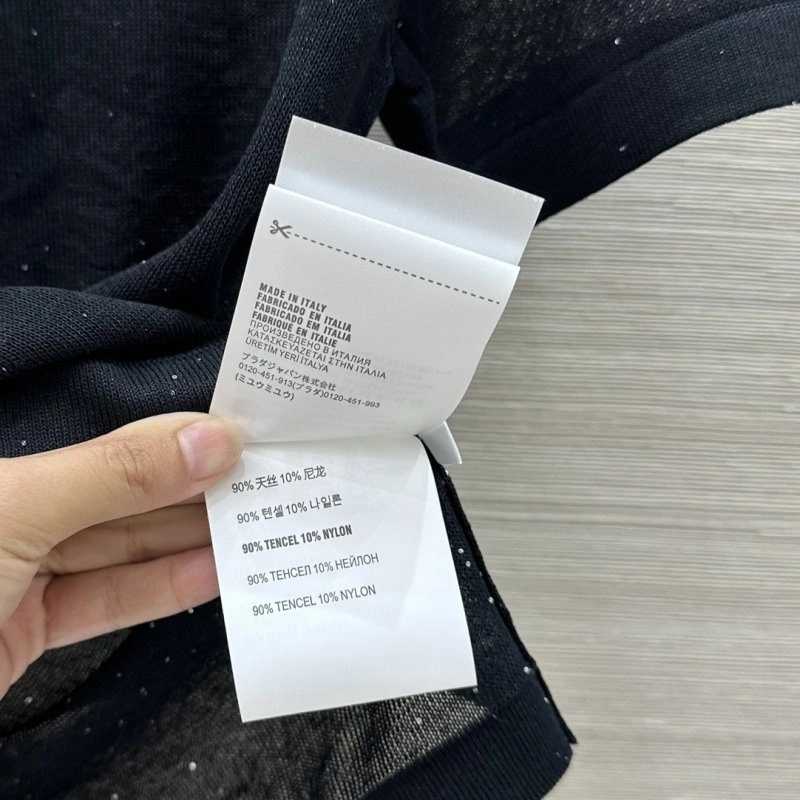 MADE IN ITALY
FABRICADO EN ITALIA
FABRICADO EM ITALIA
FABRIQUÉ EN ITALIE
ПРОИЗВЕДЕНО В ИТАЛИЯ
ΚΑΤΑΣΚΕΥΑΖΕΤΑΙ ΣΤΗΝ ΙΤΑΛΙΑ
ÜRETİM YERİ İTALYA
プラダジャパン株式会社
0120-451-913(プラダ)0120-451-993
(ミュウミュウ)
90% 天丝 10% 尼龙
90% 텐셀 10% 나일론
90% TENCEL 10% NYLON
90% ТЕНСЕЛ 10% НЕЙЛОН
90% TENCEL 10% NYLON